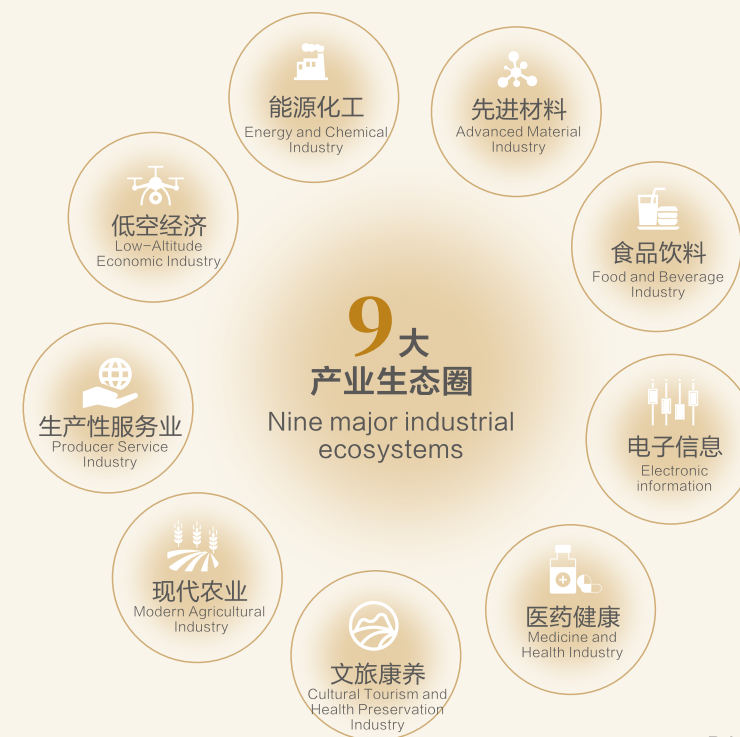 能源化工
Energy and Chemical
Industry
先进材料
Advanced Material
Industry
低空经济
Low-Altitude
Economic Industry
食品饮料
Food and Beverage
Industry
9大
产业生态圈
Nine major industrial
ecosystems
生产性服务业
Producer Service
Industry
电子信息
Electronic
information
现代农业
Modern Agricultural
Industry
医药健康
Medicine and
Health Industry
文旅康养
Cultural Tourism and
Health Preservation
Industry